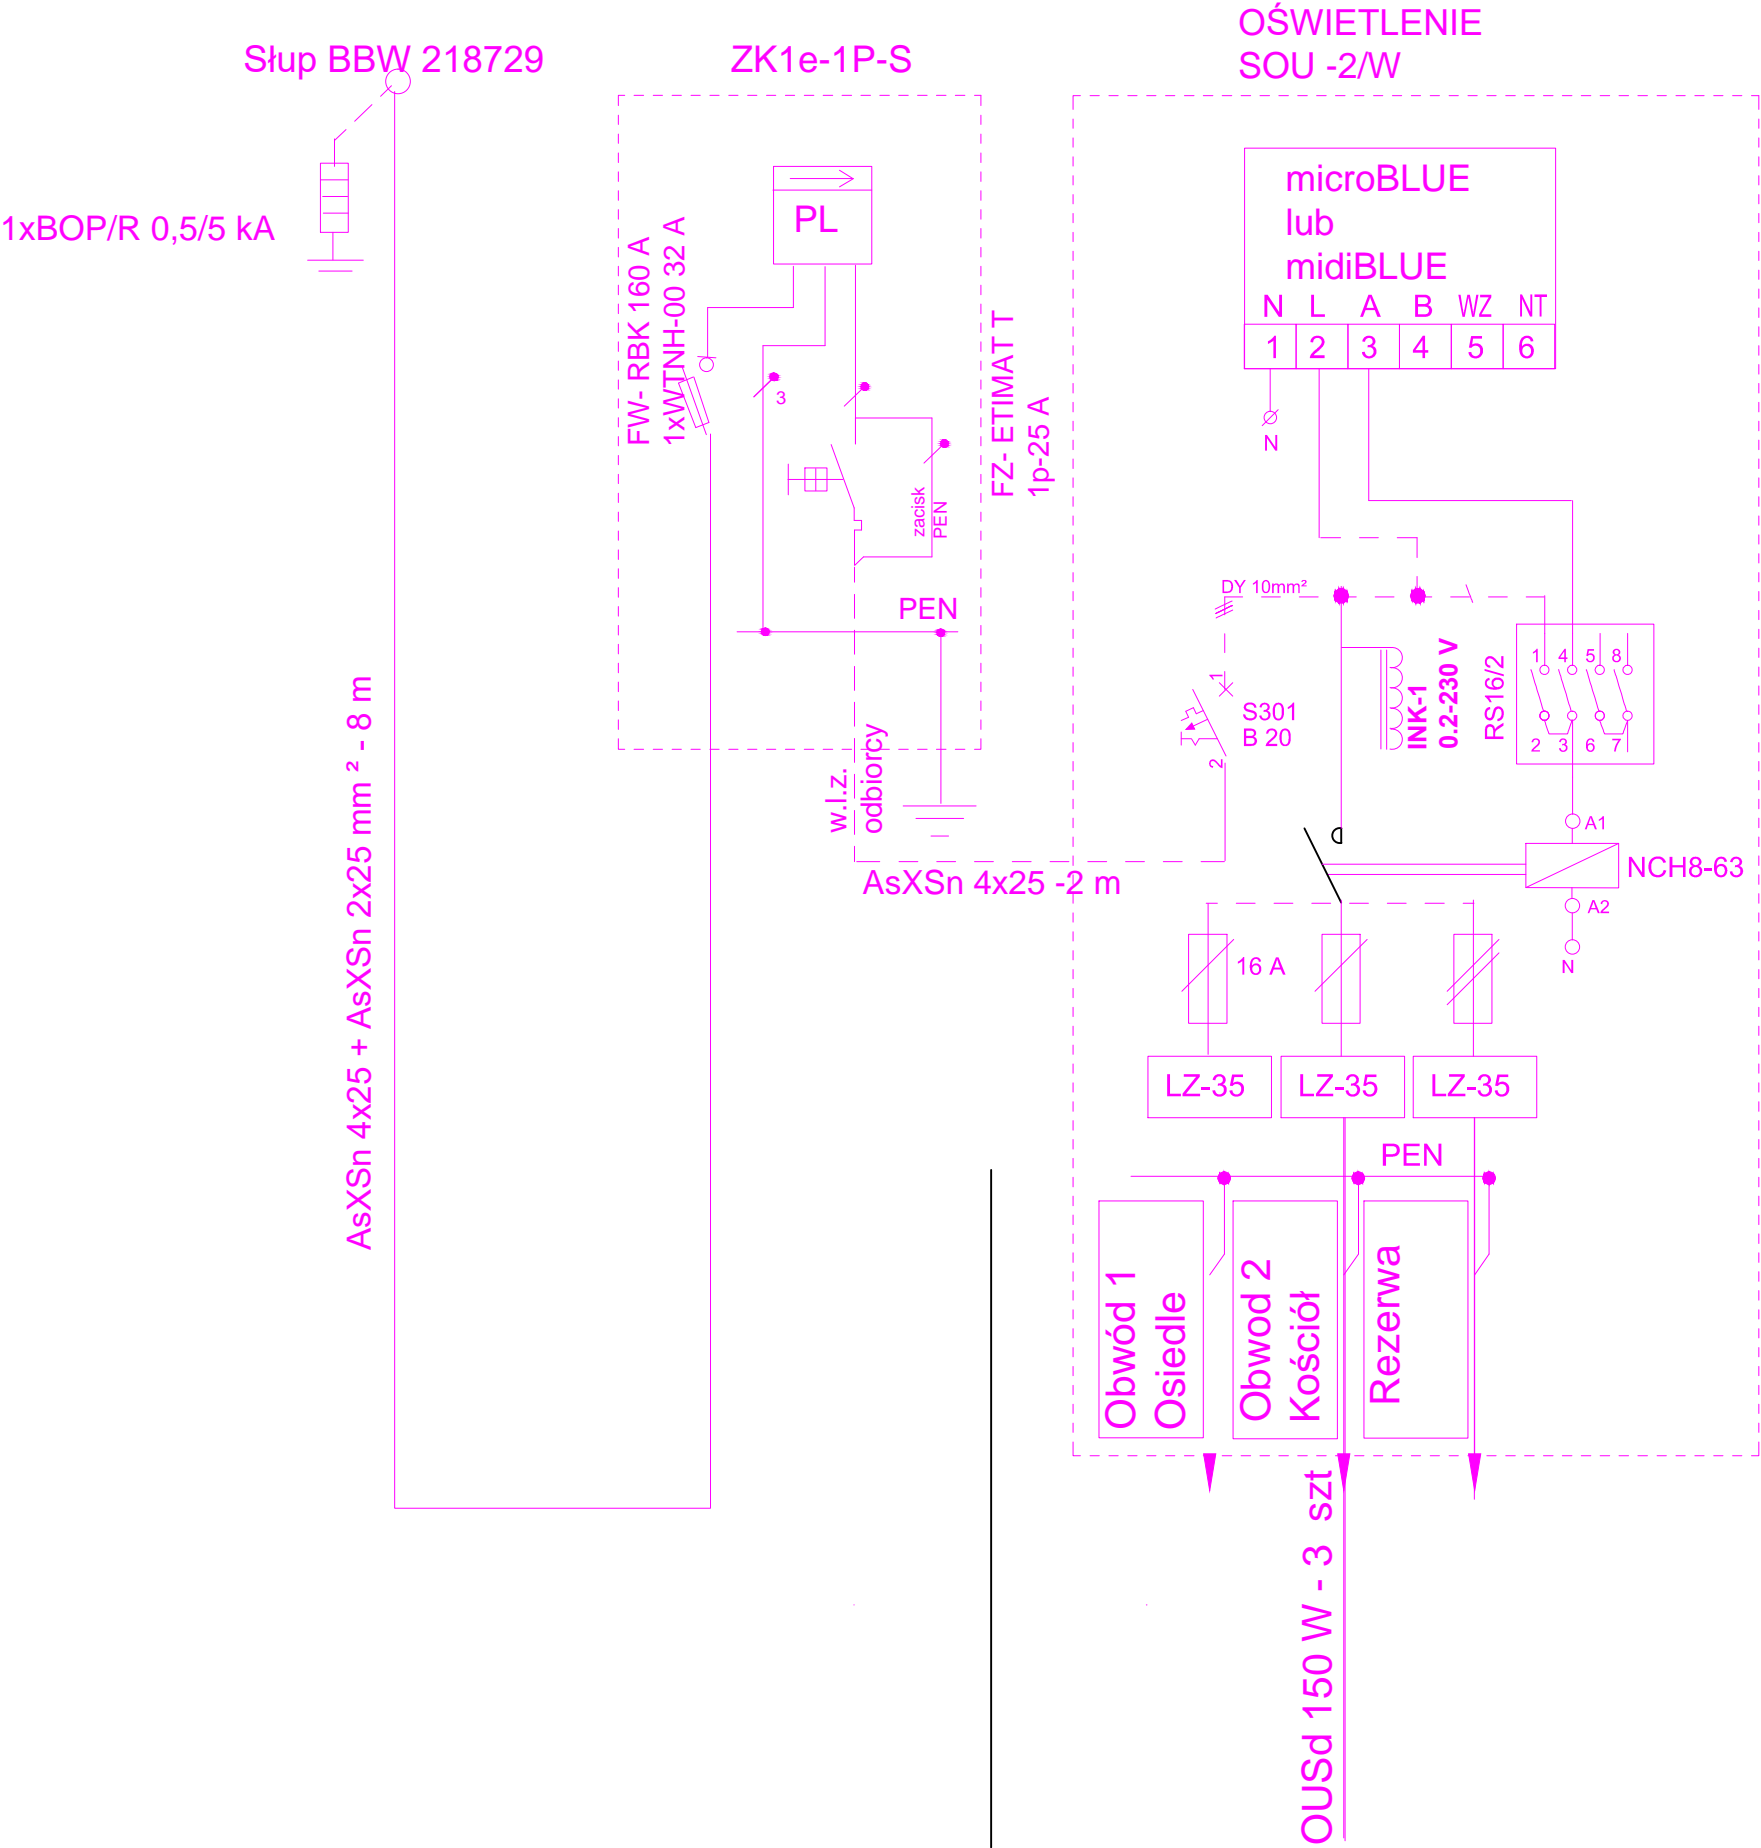 Słup BBW 218729
1xBOP/R 0,5/5 kA
AsXSn 4x25 + AsXSn 2x25 mm ² - 8 m
ZK1e-1P-S
PL
FW- RBK 160 A
1xWTNH-00 32 A
3
zacisk
PEN
FZ- ETIMAT T
1p-25 A
PEN
w.l.z.
odbiorcy
AsXSn 4x25 -2 m
OŚWIETLENIE
SOU -2/W
microBLUE
lub
midiBLUE
N L A B WZ NT
1 2 3 4 5 6
N
DY 10mm²
1
S301
B 20
2
INK-1
0.2-230 V
RS16/2
1 4 5 8
2 3 6 7
A1
NCH8-63
A2
N
16 A
LZ-35 LZ-35 LZ-35
PEN
Obwód 1
Osiedle
Obwod 2
Kościół
Rezerwa
OUSd 150 W - 3 szt